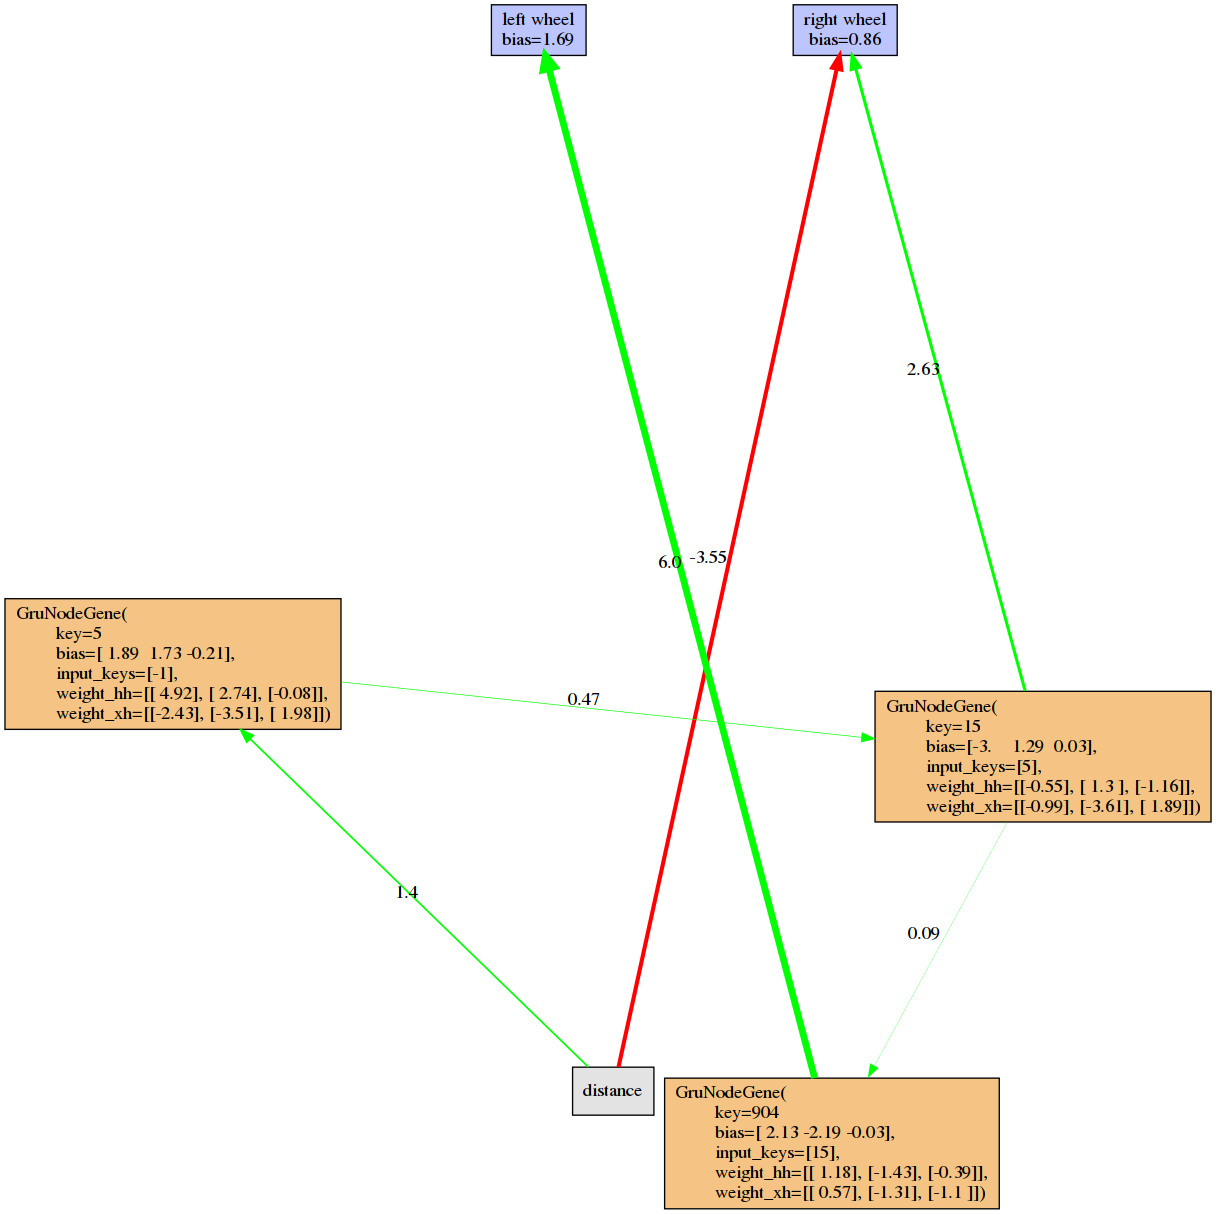 left wheel
bias=1.69
right wheel
bias=0.86
2.63
6.0
-3.55
GruNodeGene(
key=5
bias=[ 1.89  1.73 -0.21],
input_keys=[-1],
weight_hh=[[ 4.92], [ 2.74], [-0.08]],
weight_xh=[[-2.43], [-3.51], [ 1.98]])
0.47
GruNodeGene(
key=15
bias=[-3.    1.29  0.03],
input_keys=[5],
weight_hh=[[-0.55], [ 1.3 ], [-1.16]],
weight_xh=[[-0.99], [-3.61], [ 1.89]])
1.4
0.09
distance
GruNodeGene(
key=904
bias=[ 2.13 -2.19 -0.03],
input_keys=[15],
weight_hh=[[ 1.18], [-1.43], [-0.39]],
weight_xh=[[ 0.57], [-1.31], [-1.1 ]])